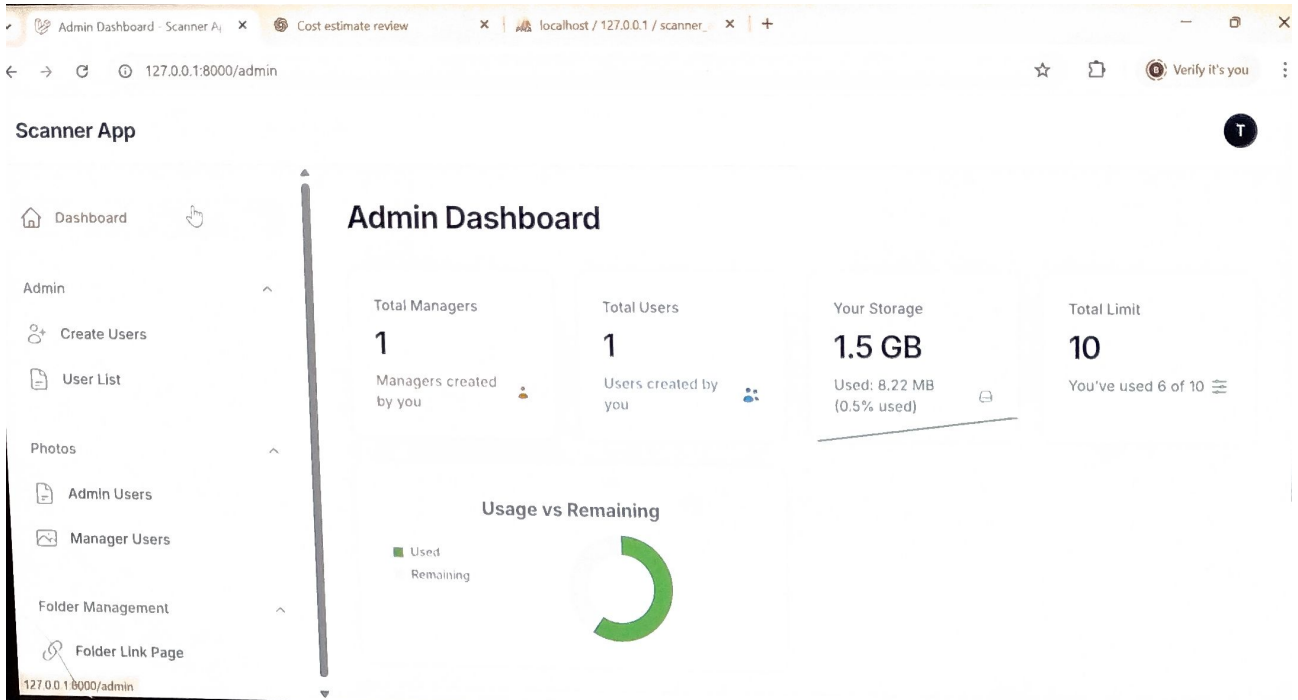 Admin Dashboard - Scanner A
Cost estimate review
localhost / 127.0.0.1 / scanner_
127.0.0.1:8000/admin
Verify it's you
Scanner App
T
Dashboard
Admin
Create Users
User List
Photos
Admin Users
Manager Users
Folder Management
Folder Link Page
127.0.0.1:8000/admin
Admin Dashboard
Total Managers
1
Managers created
by you
Total Users
1
Users created by
you
Your Storage
1.5 GB
Used: 8.22 MB
(0.5% used)
Total Limit
10
You've used 6 of 10
Usage vs Remaining
Used
Remaining